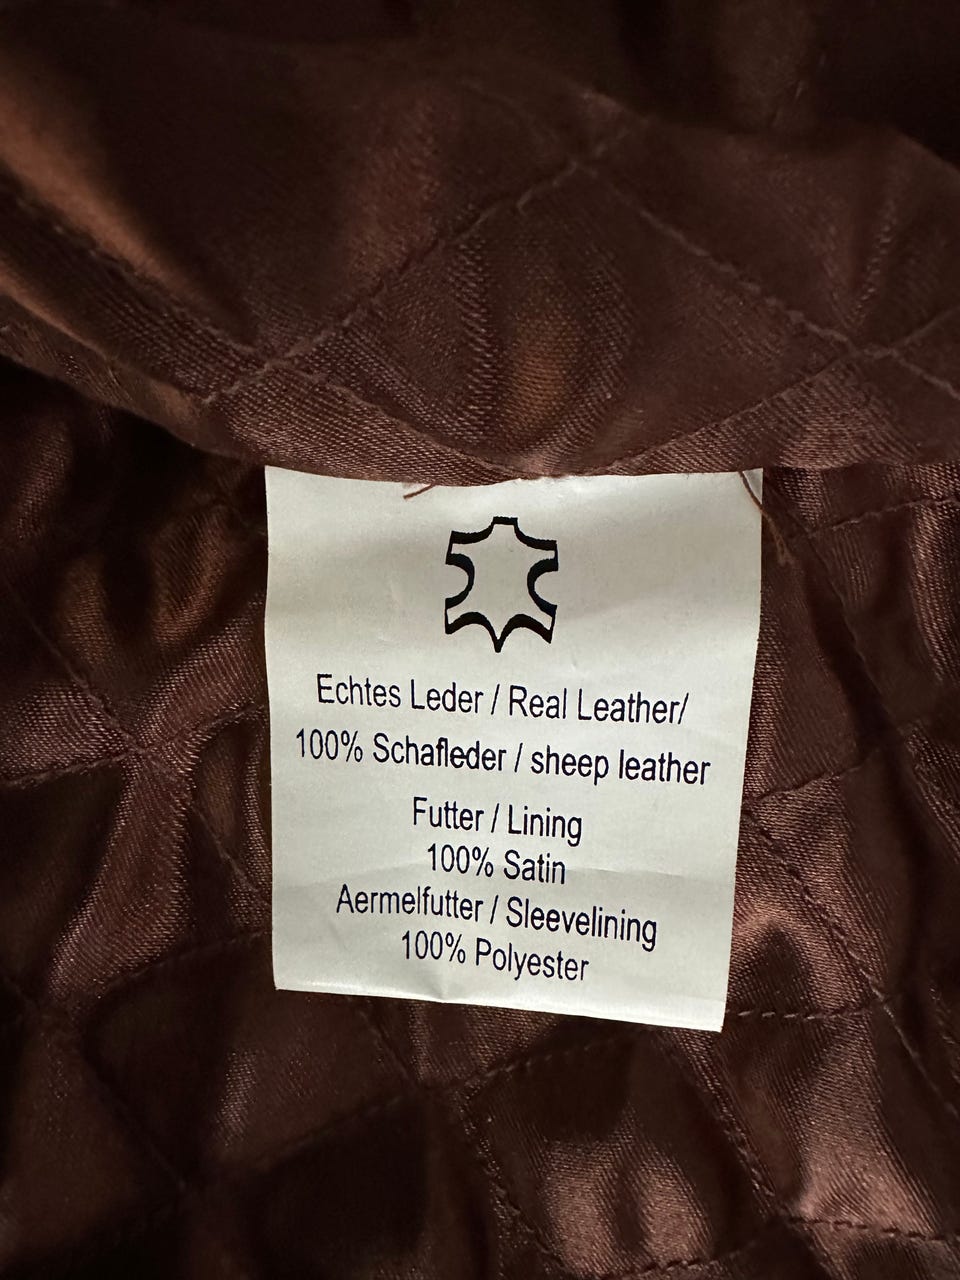 Echtes Leder / Real Leather/
100% Schafleder / sheep leather
Futter / Lining
100% Satin
Aermelfutter / Sleevelining
100% Polyester